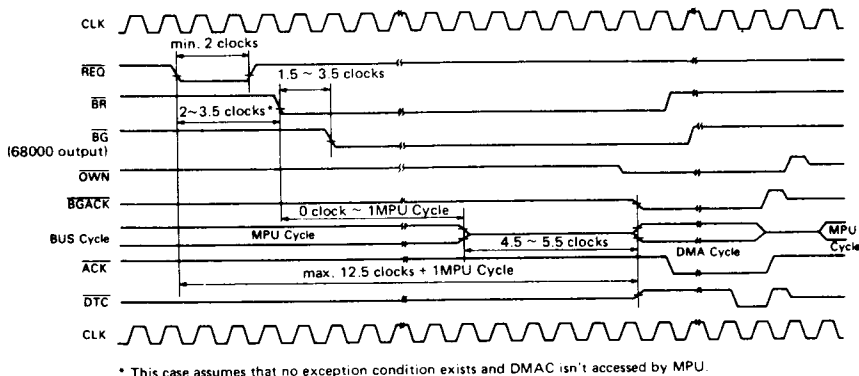 CLK
min. 2 clocks
REQ
1.5 ~ 3.5 clocks
BR
2~3.5 clocks*
BG
(68000 output)
OWN
BGACK
0 clock ~ 1MPU Cycle
BUS Cycle
MPU Cycle
4.5 ~ 5.5 clocks
DMA Cycle
MPU
Cycle
ACK
max. 12.5 clocks + 1MPU Cycle
DTC
CLK
* This case assumes that no exception condition exists and DMAC isn't accessed by MPU.